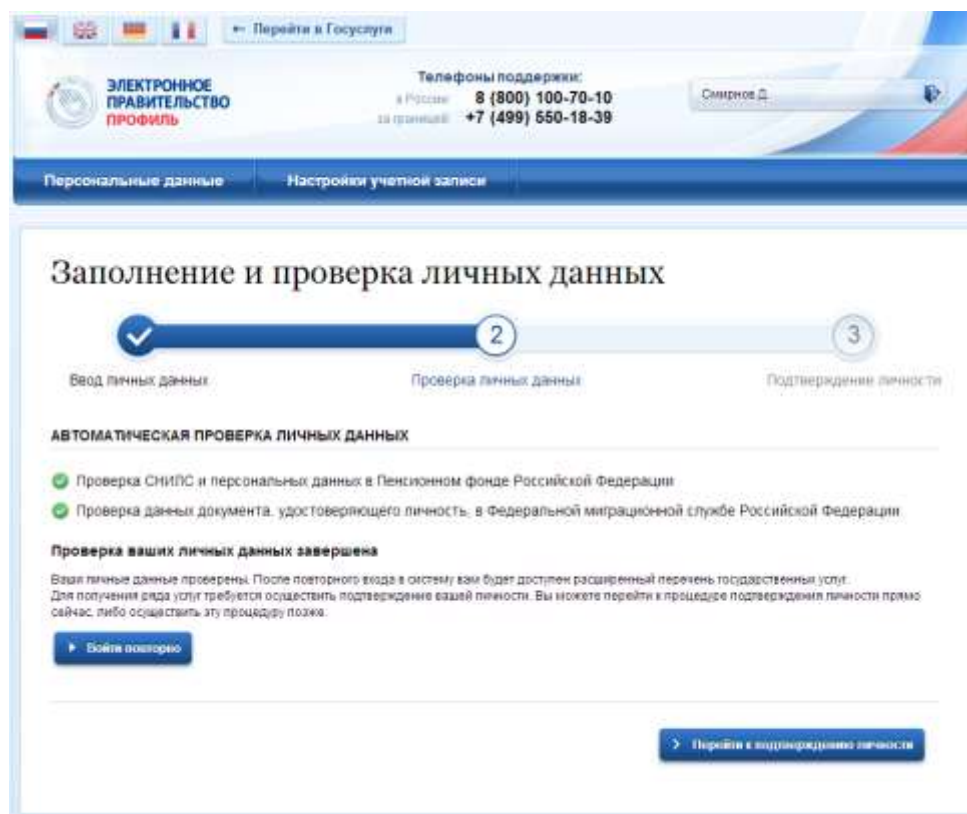 ← Перейти в Госуслуги
ЭЛЕКТРОННОЕ
ПРАВИТЕЛЬСТВО
ПРОФИЛЬ
Телефоны поддержки:
в России 8 (800) 100-70-10
за границей +7 (499) 550-18-39
Смирнов Д.
Персональные данные
Настройки учетной записи
Заполнение и проверка личных данных
2
3
Ввод личных данных
Проверка личных данных
Подтверждение личности
АВТОМАТИЧЕСКАЯ ПРОВЕРКА ЛИЧНЫХ ДАННЫХ
Проверка СНИЛС и персональных данных в Пенсионном фонде Российской Федерации
Проверка данных документа, удостоверяющего личность, в Федеральной миграционной службе Российской Федерации
Проверка ваших личных данных завершена
Ваши личные данные проверены. После повторного входа в систему вам будет доступен расширенный перечень государственных услуг.
Для получения ряда услуг требуется осуществить подтверждение вашей личности. Вы можете перейти к процедуре подтверждения личности прямо
сейчас, либо осуществить эту процедуру позже.
Войти повторно
Перейти к подтверждению личности